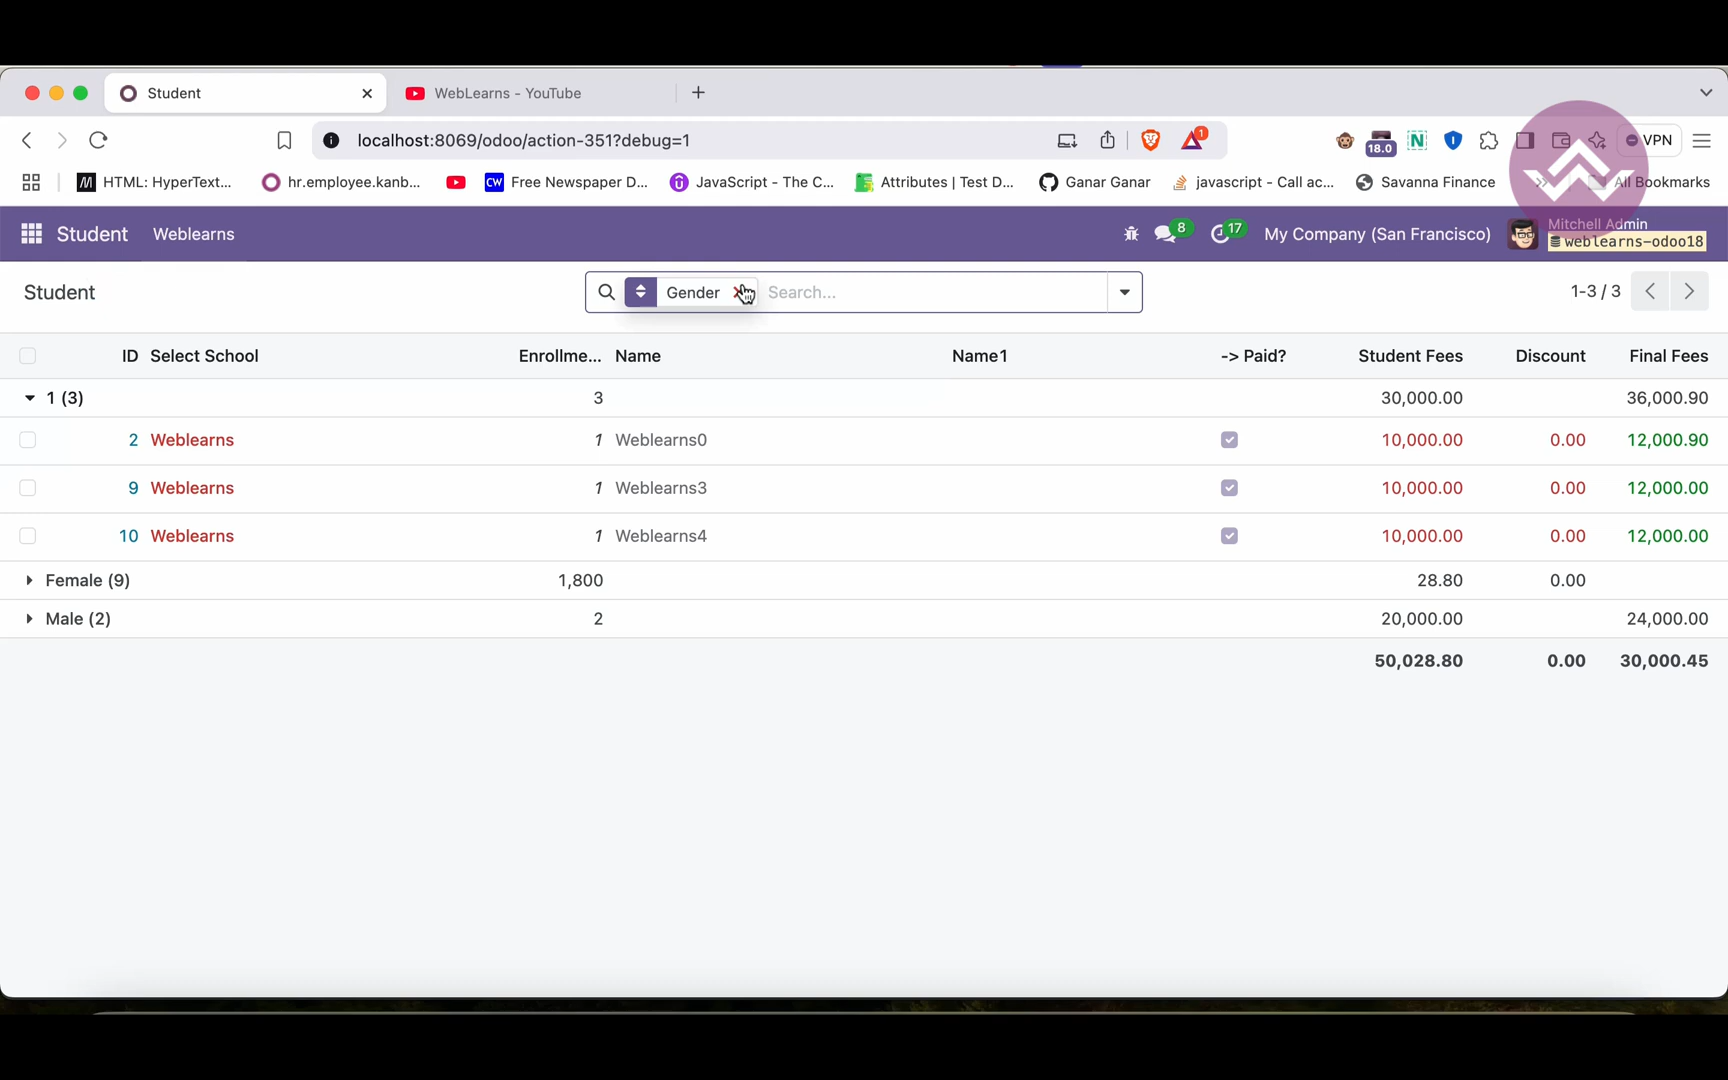 Student
WebLearns - YouTube
localhost:8069/odoo/action-351?debug=1
1
18.0
N
VPN
M HTML: HyperText...
hr.employee.kanb...
CW Free Newspaper D...
JavaScript - The C...
Attributes | Test D...
Ganar Ganar
javascript - Call ac...
Savanna Finance
All Bookmarks
Student Weblearns
8
17
My Company (San Francisco)
Mitchell Admin
weblearns-odoo18
Student
Gender
Search...
1-3 / 3
ID Select School Enrollme... Name Name1 -> Paid? Student Fees Discount Final Fees
1 (3) 3 30,000.00 36,000.90
2 Weblearns 1 Weblearns0 10,000.00 0.00 12,000.90
9 Weblearns 1 Weblearns3 10,000.00 0.00 12,000.00
10 Weblearns 1 Weblearns4 10,000.00 0.00 12,000.00
Female (9) 1,800 28.80 0.00
Male (2) 2 20,000.00 24,000.00
50,028.80 0.00 30,000.45